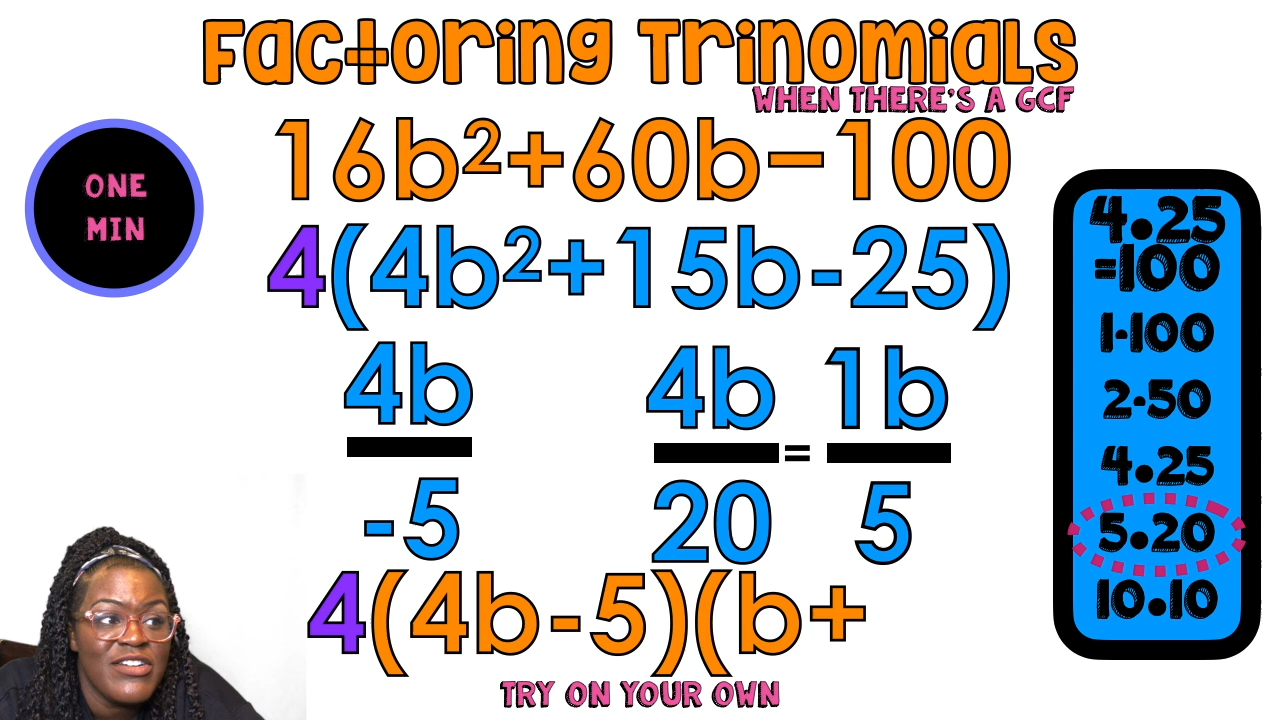 Factoring Trinomials
WHEN THERE'S A GCF
ONE
MIN
16b²+60b-100
4(4b²+15b-25)
4b
-5
4b = 1b
20 5
4(4b-5)(b+
TRY ON YOUR OWN
4.25
=100
1.100
2.50
4.25
5.20
10.10